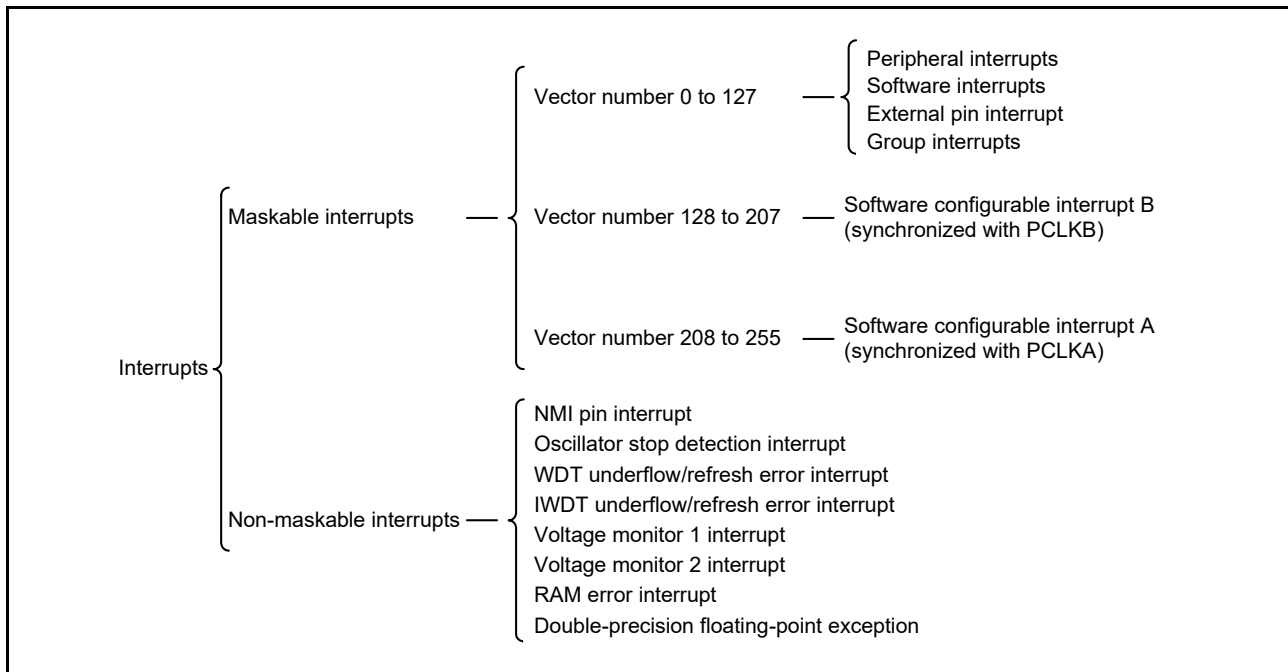 Interrupts
Maskable interrupts
Vector number 0 to 127
Peripheral interrupts
Software interrupts
External pin interrupt
Group interrupts
Vector number 128 to 207
Software configurable interrupt B
(synchronized with PCLKB)
Vector number 208 to 255
Software configurable interrupt A
(synchronized with PCLKA)
Non-maskable interrupts
NMI pin interrupt
Oscillator stop detection interrupt
WDT underflow/refresh error interrupt
IWDT underflow/refresh error interrupt
Voltage monitor 1 interrupt
Voltage monitor 2 interrupt
RAM error interrupt
Double-precision floating-point exception